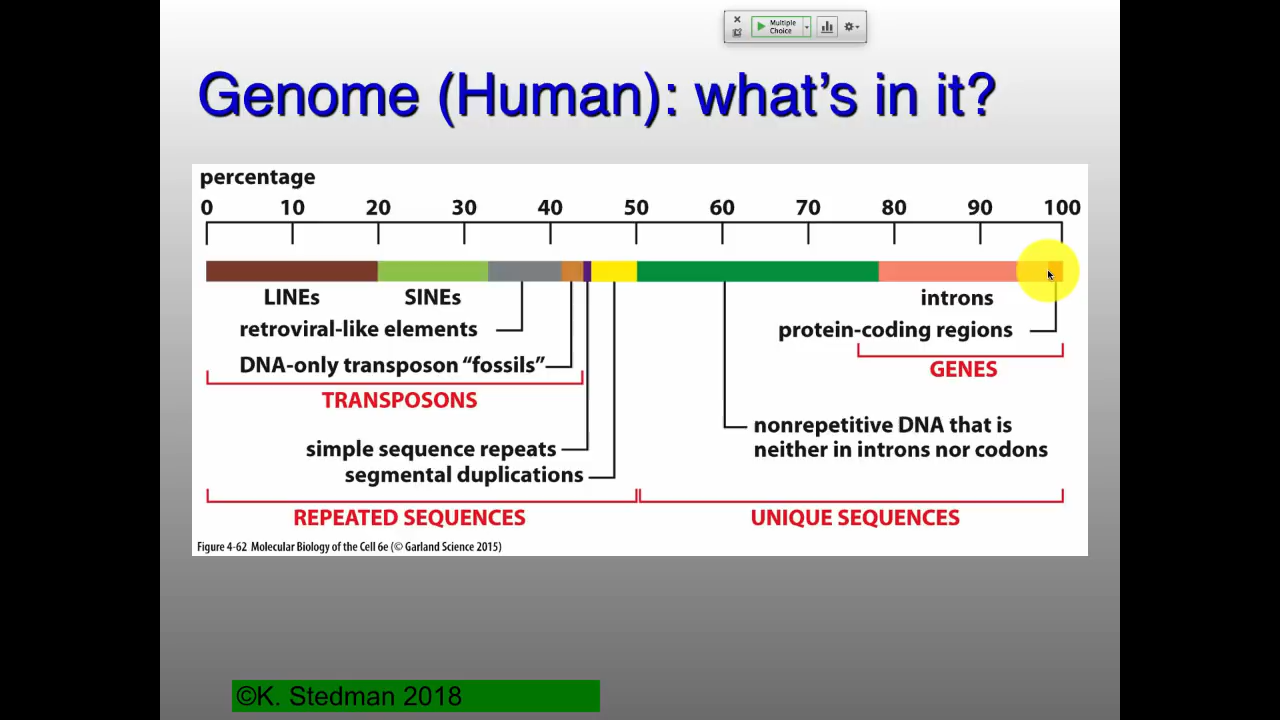 Multiple
Choice
Genome (Human): what's in it?
percentage
0 10 20 30 40 50 60 70 80 90 100
LINEs SINEs introns
retroviral-like elements protein-coding regions
DNA-only transposon “fossils” GENES
TRANSPOSONS
nonrepetitive DNA that is
simple sequence repeats neither in introns nor codons
segmental duplications
REPEATED SEQUENCES UNIQUE SEQUENCES
Figure 4-62 Molecular Biology of the Cell 6e (© Garland Science 2015)
©K. Stedman 2018